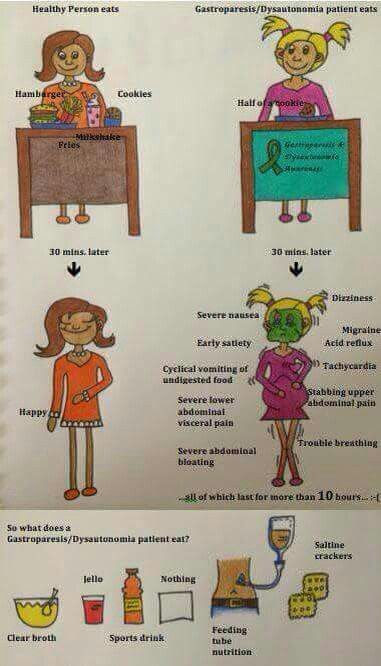 Healthy Person eats
Gastroparesis/Dysautonomia patient eats
Hamburger
Cookies
Milkshake
Fries
Half of a cookie
Gastroparesis &
Dysautonomia
Awareness
30 mins. later
30 mins. later
Happy
Dizziness
Severe nausea
Migraine
Early satiety
Acid reflux
Cyclical vomiting of
undigested food
Tachycardia
Stabbing upper
abdominal pain
Severe lower
abdominal
visceral pain
Trouble breathing
Severe abdominal
bloating
...all of which last for more than 10 hours... :-(
So what does a
Gastroparesis/Dysautonomia patient eat?
Jello
Nothing
Saltine
crackers
Clear broth
Sports drink
Feeding
tube
nutrition